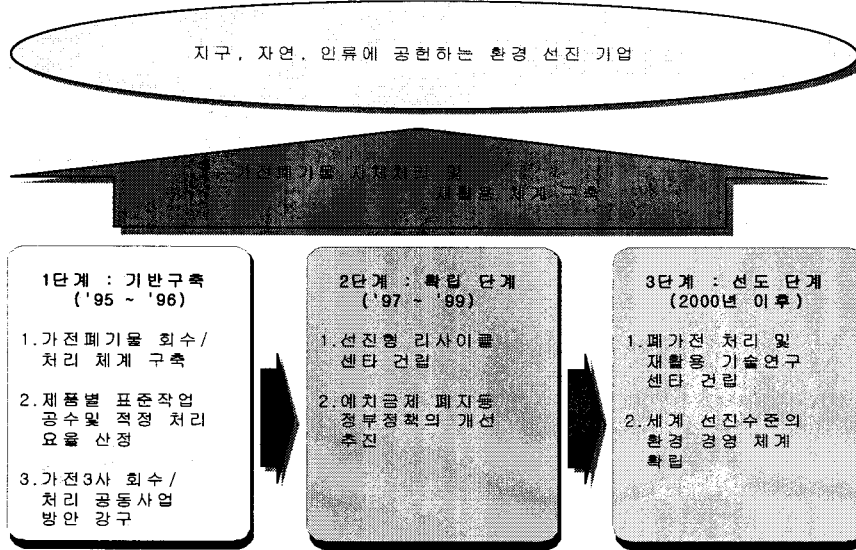 지구, 자연, 인류에 공헌하는 환경 선진 기업
가전폐기물 자체처리 및
재활용 체계 구축
1단계 : 기반구축
('95 ~ '96)
1.가전폐기물 회수/
처리 체계 구축
2.제품별 표준작업
공수및 적정 처리
요율 산정
3.가전3사 회수/
처리 공동사업
방안 강구
2단계 : 확립 단계
('97 ~ '99)
1.선진형 리사이클
센타 건립
2.예치금제 폐지등
정부정책의 개선
추진
3단계 : 선도 단계
(2000년 이후)
1.폐가전 처리 및
재활용 기술연구
센타 건립
2.세계 선진수준의
환경 경영 체계
확립